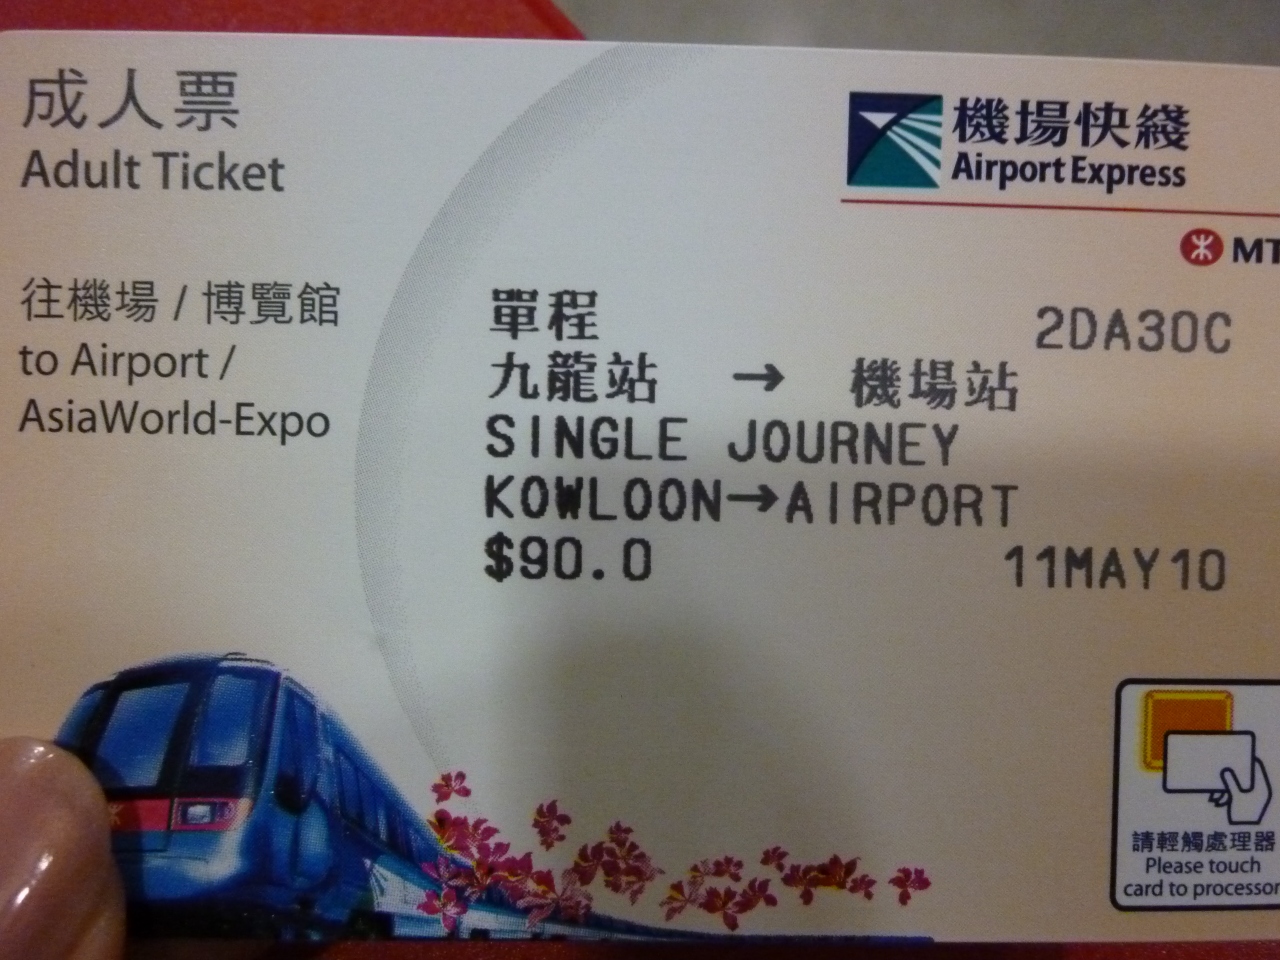 成人票
Adult Ticket
機場快綫
Airport Express
往機場 / 博覽館
to Airport /
AsiaWorld-Expo
單程
2DA30C
九龍站 → 機場站
SINGLE JOURNEY
KOWLOON→AIRPORT
$90.0
11MAY10
請輕觸處理器
Please touch
card to processor